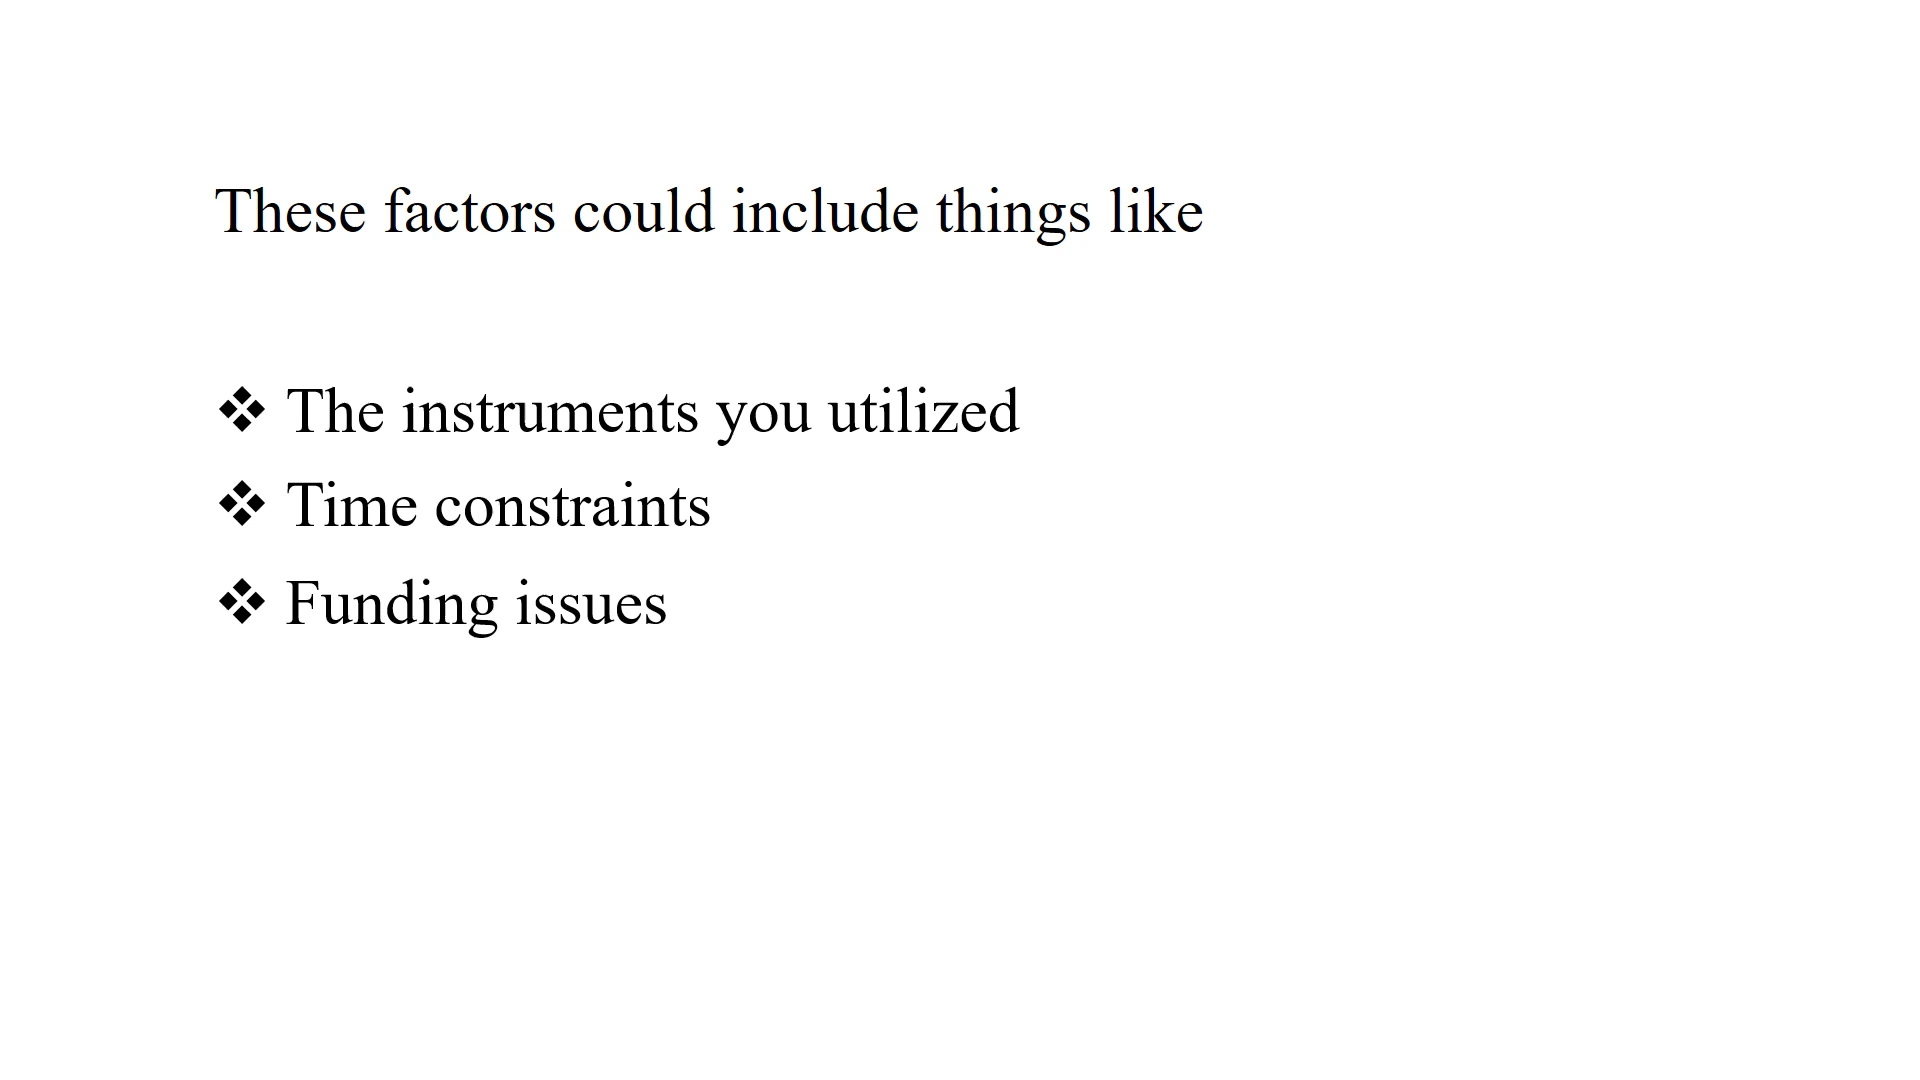 These factors could include things like
❖ The instruments you utilized
❖ Time constraints
❖ Funding issues